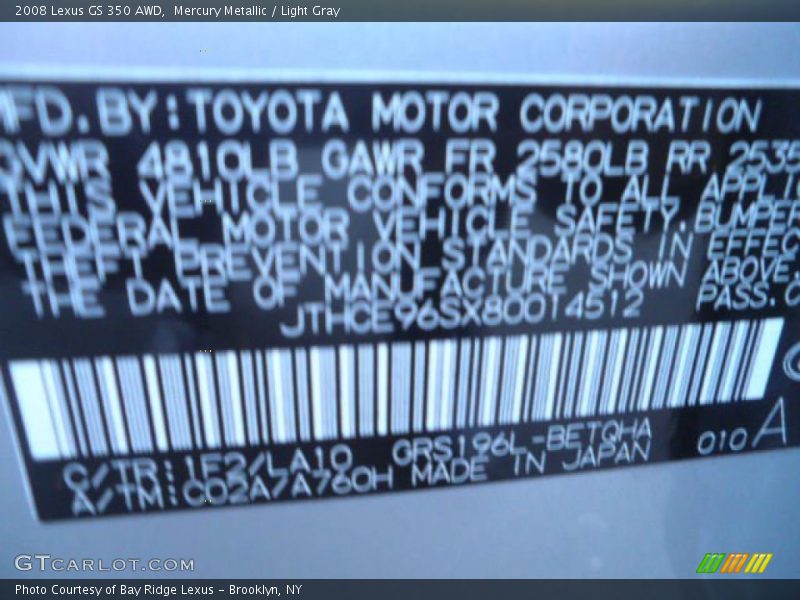 2008 Lexus GS 350 AWD, Mercury Metallic / Light Gray
MFD.BY:TOYOTA MOTOR CORPORATION
GVWR 4810LB GAWR FR 2580LB RR 2535
THIS VEHICLE CONFORMS TO ALL APPLIC
FEDERAL MOTOR VEHICLE SAFETY,BUMPER
THEFT PREVENTION STANDARDS IN EFFEC
THE DATE OF MANUFACTURE SHOWN ABOVE.
JTHCE96SX80014512 PASS.C
C/TR:1F2/LA10 GRS196L-BETQHA
A/TM:C02A7A760H MADE IN JAPAN 010 A
GTCARLOT.COM
Photo Courtesy of Bay Ridge Lexus - Brooklyn, NY